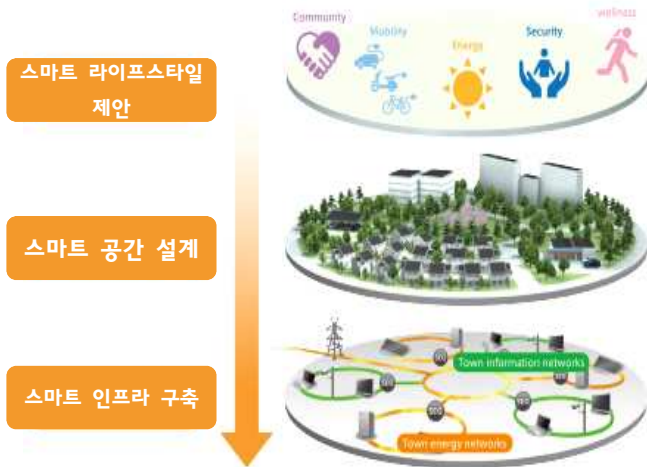 스마트 라이프스타일
제안
Community
Mobility
Energy
Security
wellness
스마트 공간 설계
스마트 인프라 구축
Town information networks
Town energy networks